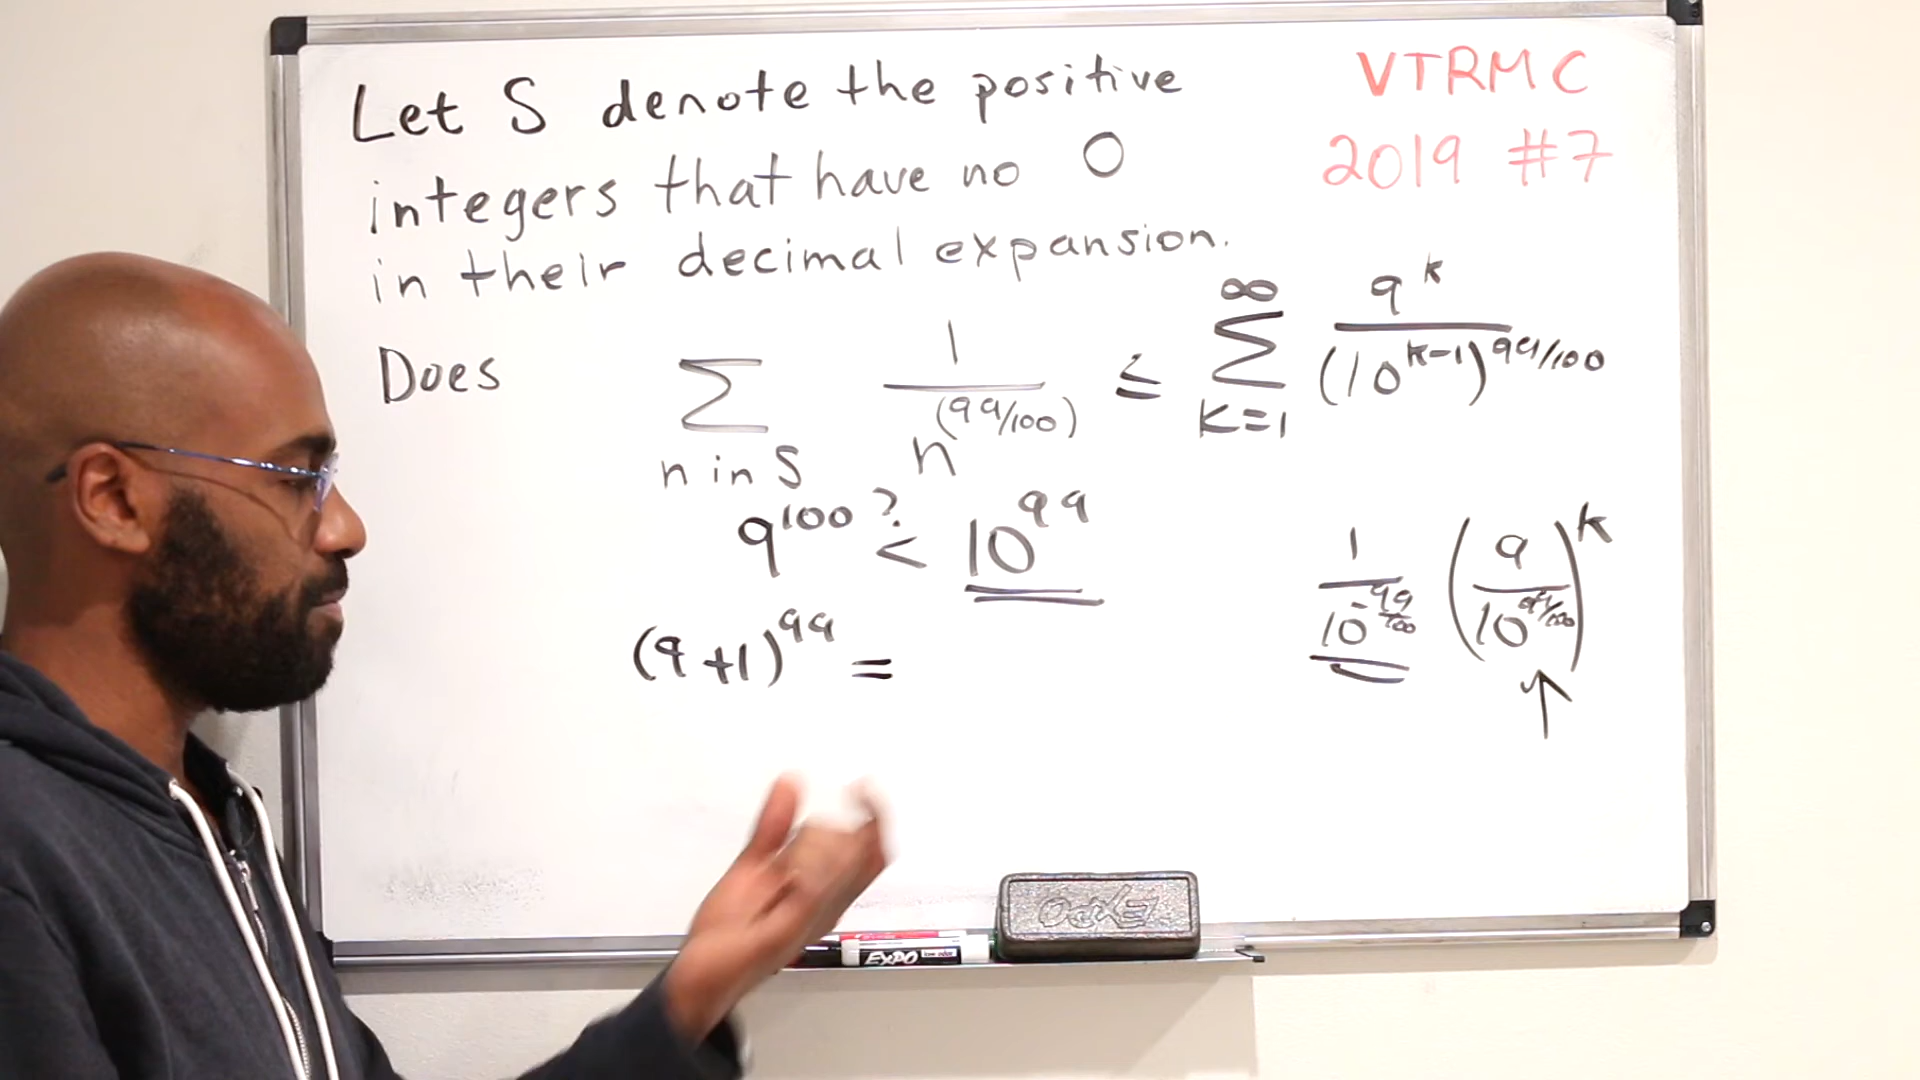 Let S denote the positive
integers that have no 0
in their decimal expansion.
VTRMC
2019 #7
Does ∑ n in S 1/n^(99/100) ≤ ∑ k=1 ∞ 9^k/(10^(k-1))^99/100
9^100 <? 10^99
1/10^-99/100 (9/10^99/100)^k
(9+1)^99 =
EXPO